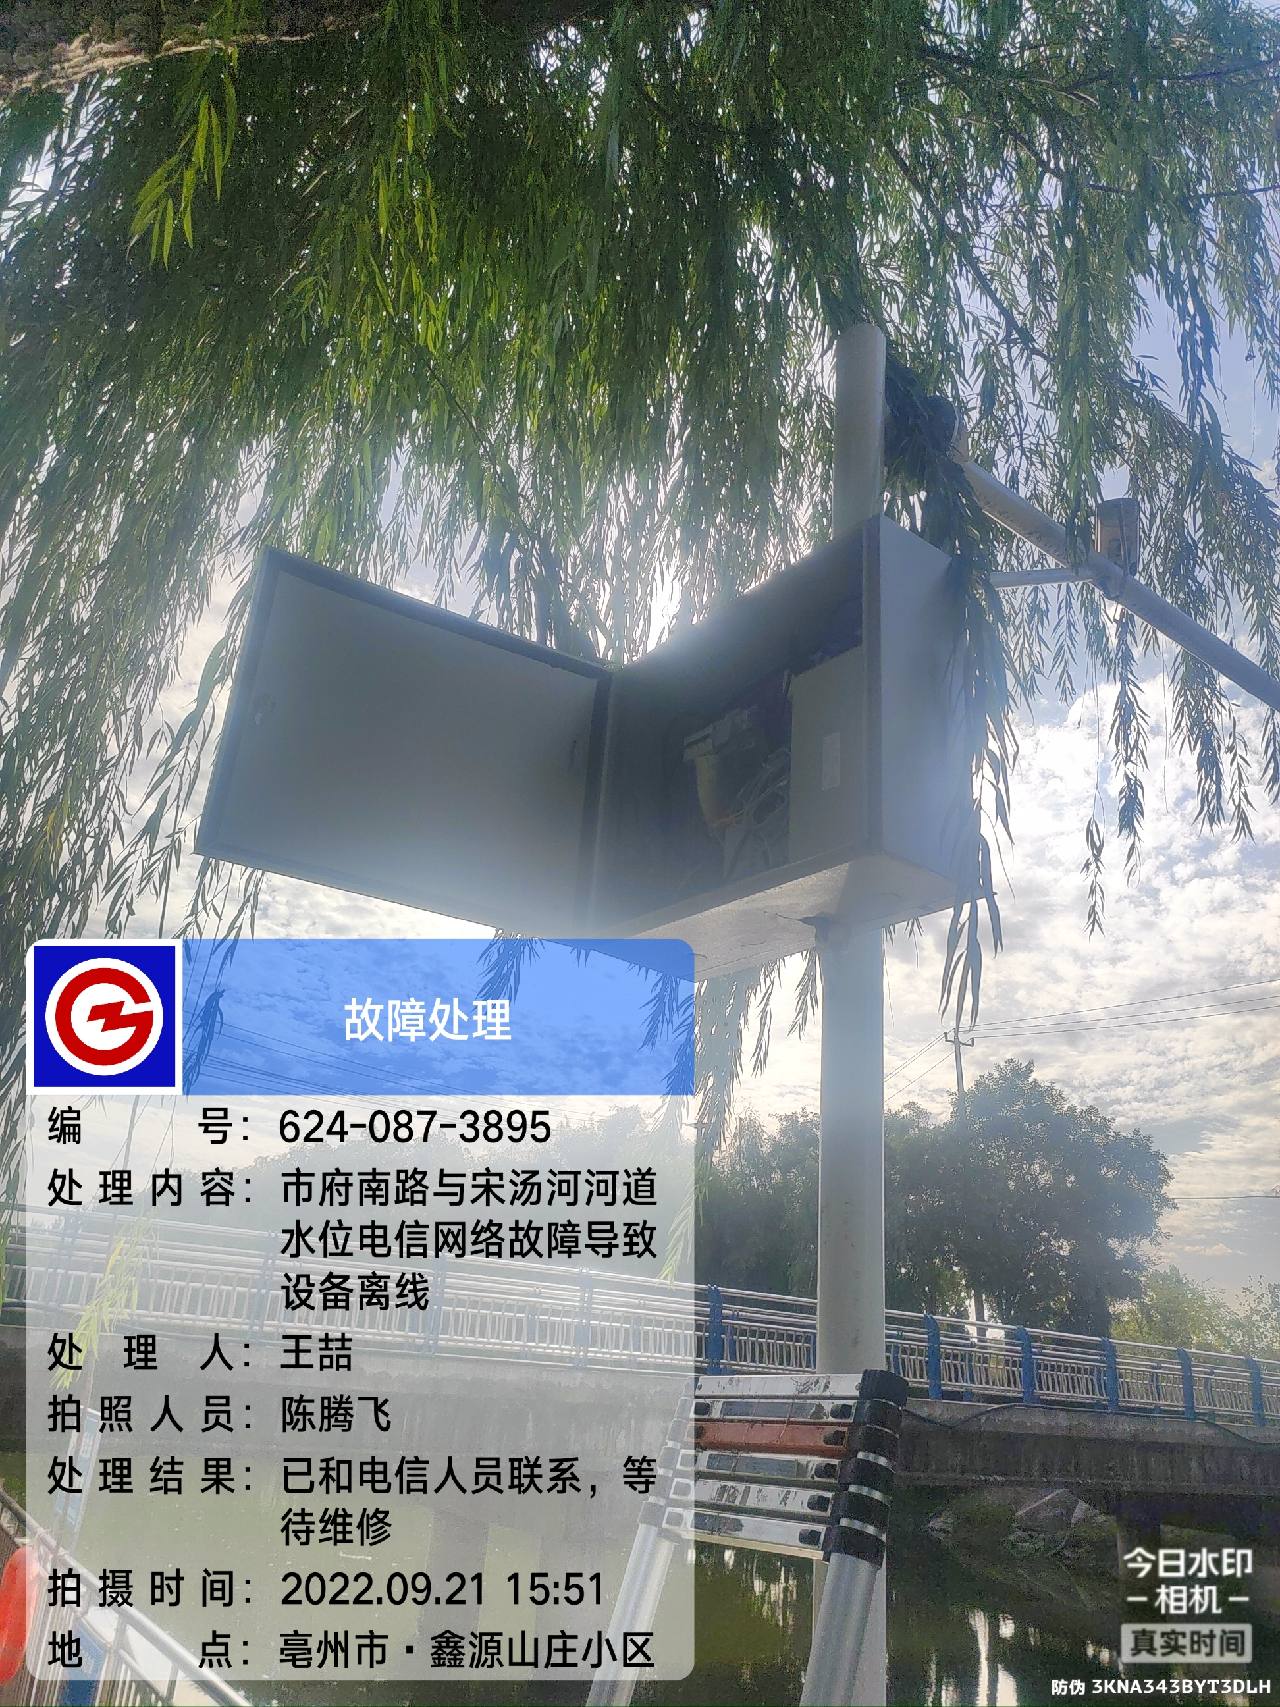 故障处理
编号：624-087-3895
处理内容：市府南路与宋汤河河道
水位电信网络故障导致
设备离线
处理人：王喆
拍照人员：陈腾飞
处理结果：已和电信人员联系，等
待维修
拍摄时间：2022.09.21 15:51
地点：亳州市·鑫源山庄小区
今日水印
-相机-
真实时间
防伪 3KNA343BYT3DLH